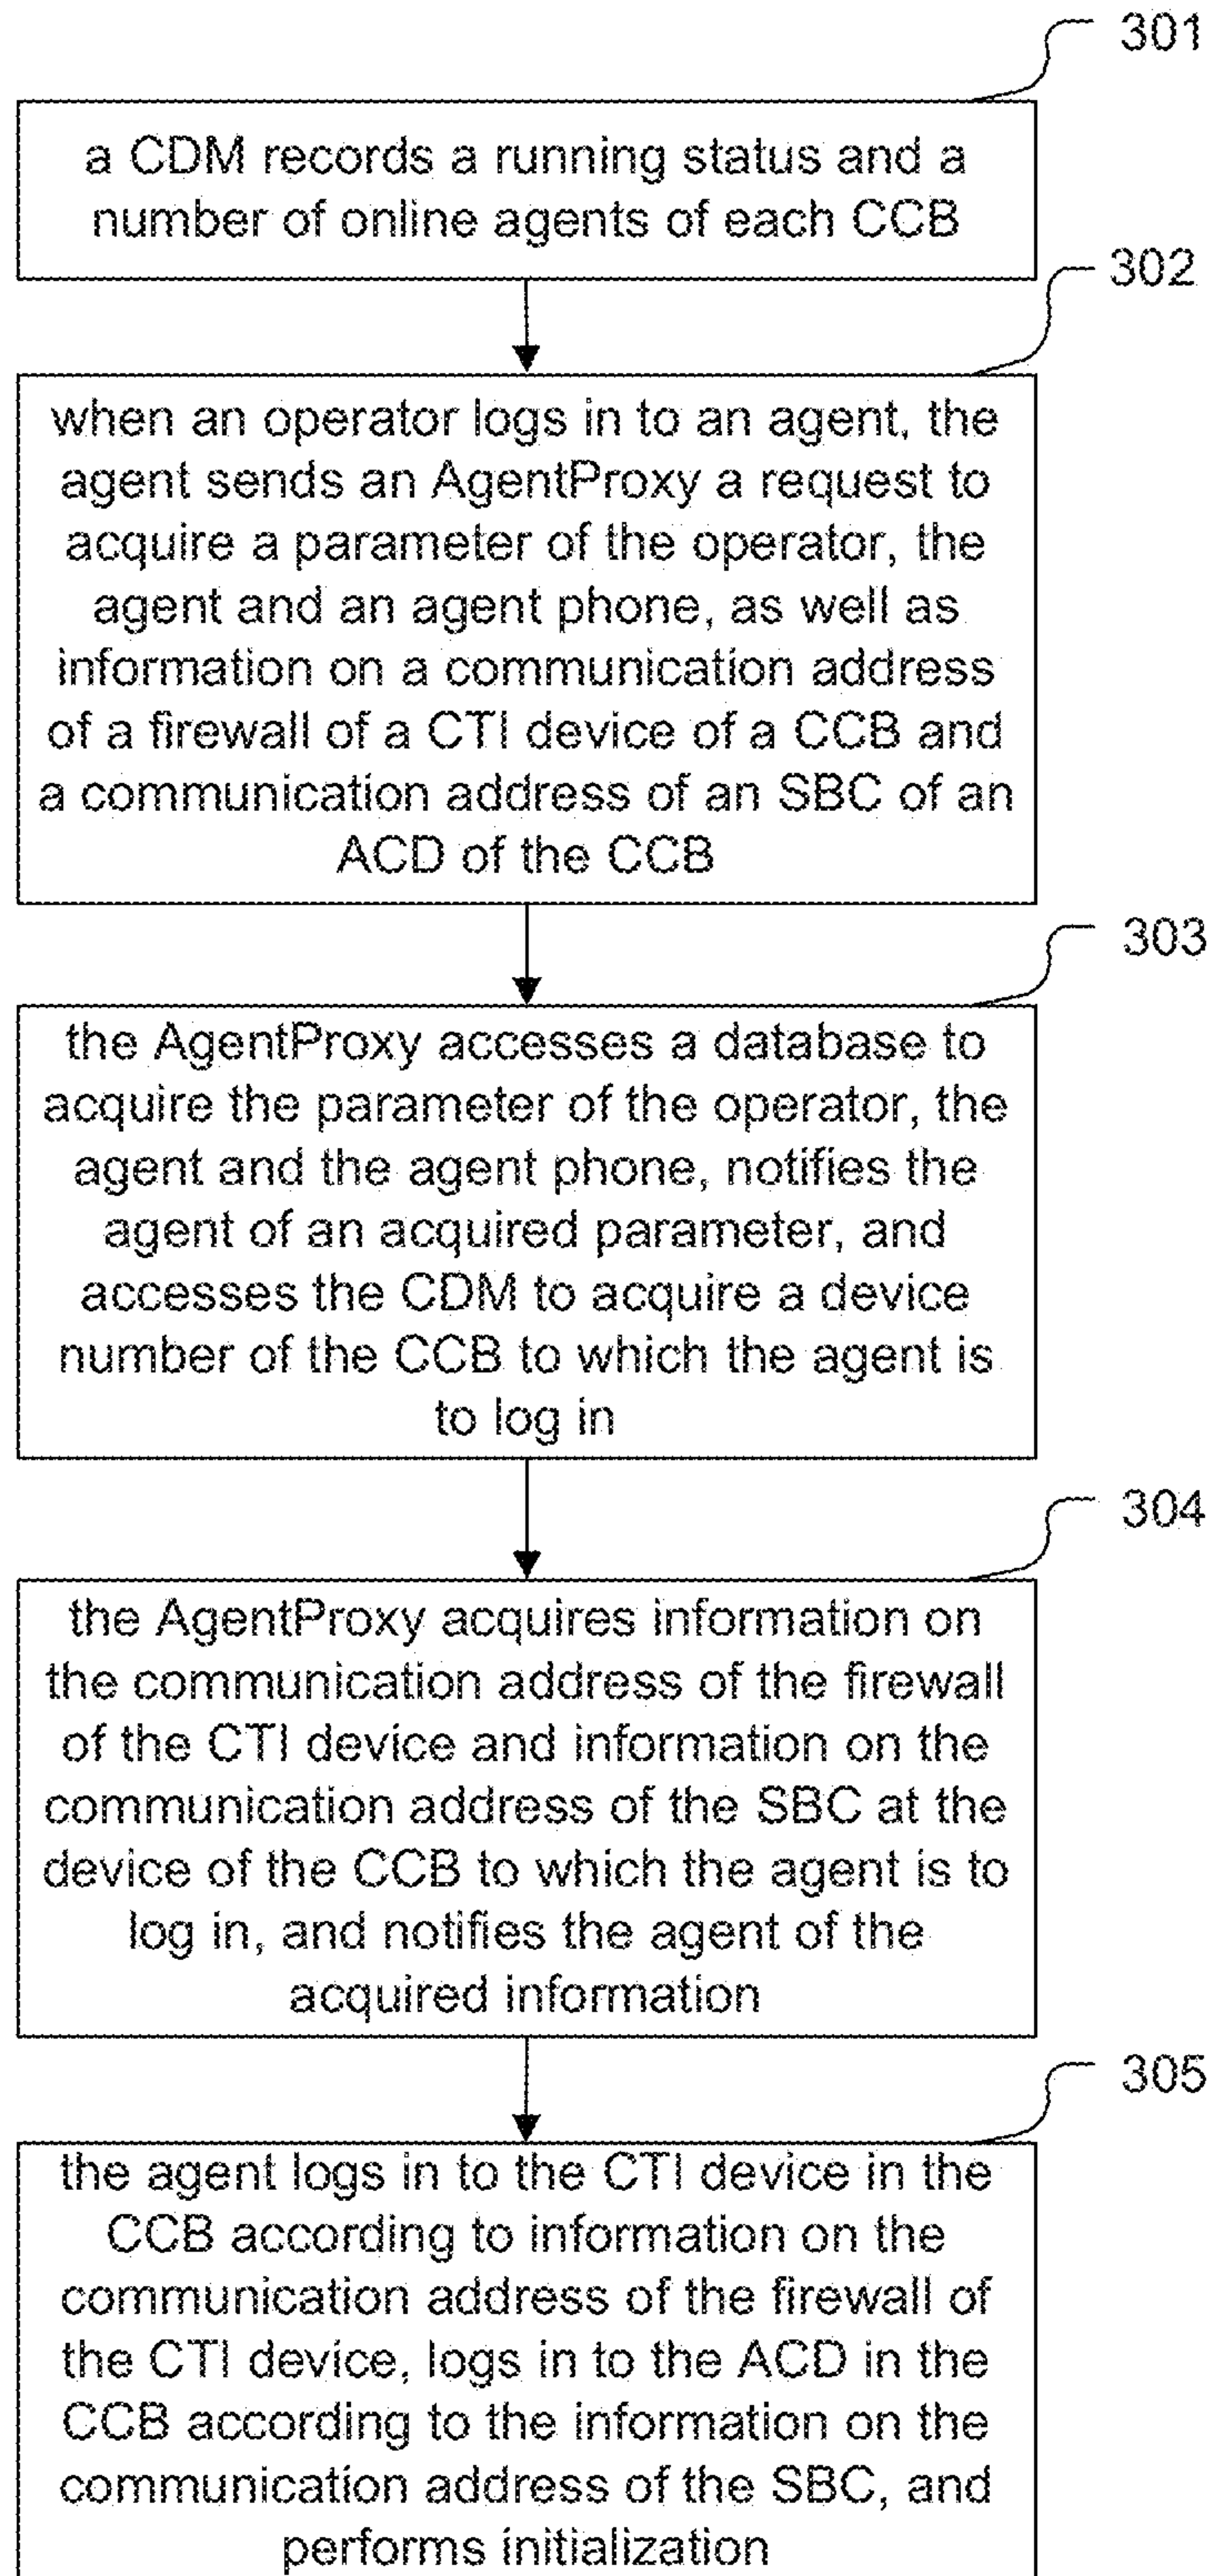 301
a CDM records a running status and a
number of online agents of each CCB
302
when an operator logs in to an agent, the
agent sends an AgentProxy a request to
acquire a parameter of the operator, the
agent and an agent phone, as well as
information on a communication address
of a firewall of a CTI device of a CCB and
a communication address of an SBC of an
ACD of the CCB
303
the AgentProxy accesses a database to
acquire the parameter of the operator, the
agent and the agent phone, notifies the
agent of an acquired parameter, and
accesses the CDM to acquire a device
number of the CCB to which the agent is
to log in
304
the AgentProxy acquires information on
the communication address of the firewall
of the CTI device and information on the
communication address of the SBC at the
device of the CCB to which the agent is to
log in, and notifies the agent of the
acquired information
305
the agent logs in to the CTI device in the
CCB according to information on the
communication address of the firewall of
the CTI device, logs in to the ACD in the
CCB according to the information on the
communication address of the SBC, and
performs initialization